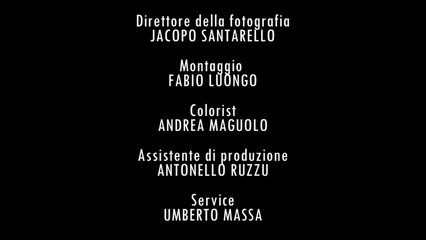 Direttore della fotografia
JACOPO SANTARELLO
Montaggio
FABIO LUONGO
Colorist
ANDREA MAGUOLO
Assistente di produzione
ANTONELLO RUZZU
Service
UMBERTO MASSA